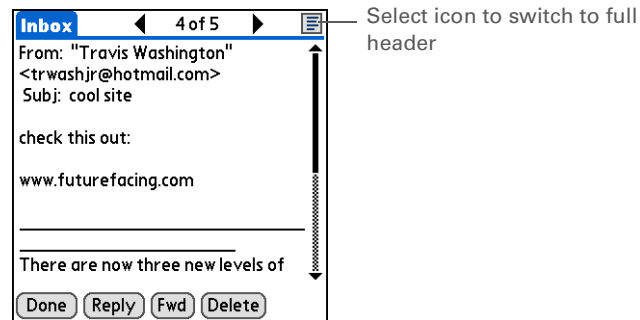 Inbox 4 of 5
Select icon to switch to full
header
From: "Travis Washington"
<trwashjr@hotmail.com>
Subj: cool site
check this out:
www.futurefacing.com
There are now three new levels of
Done Reply Fwd Delete